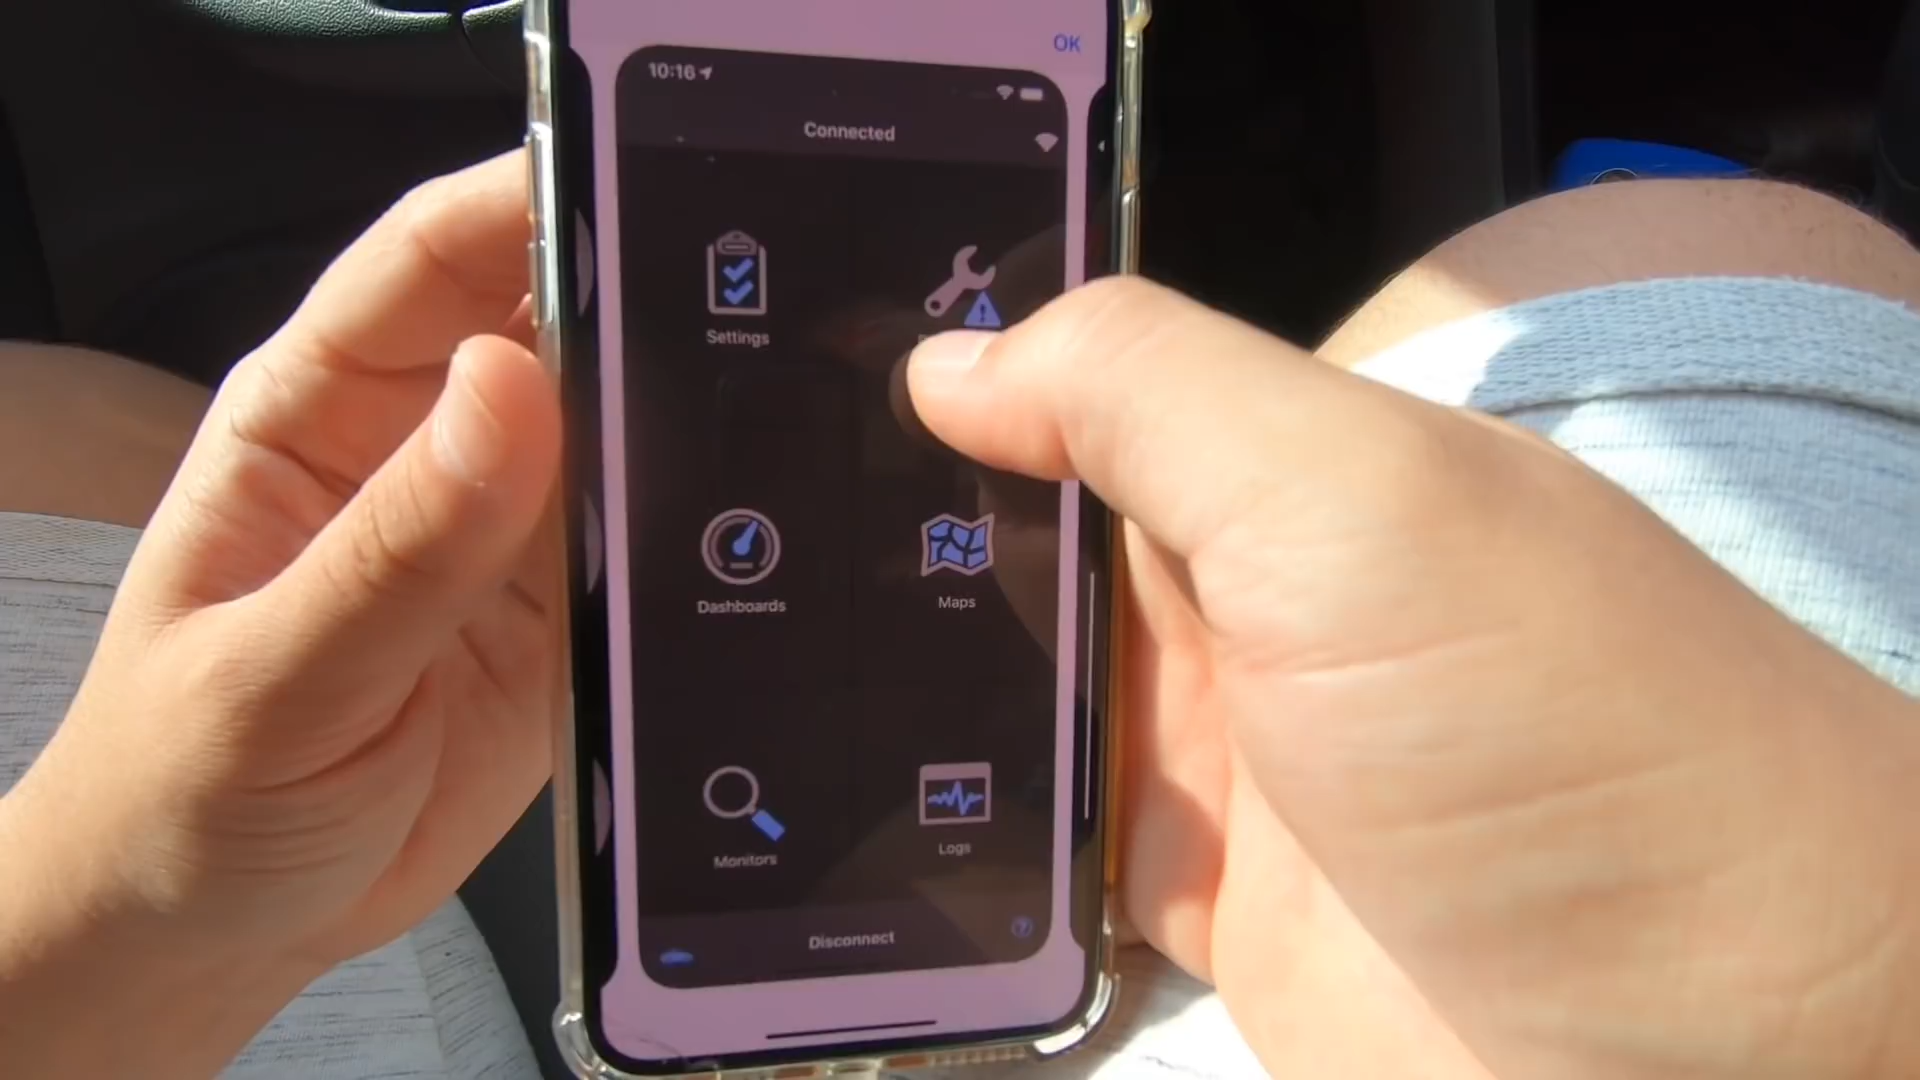 OK
10:16
Connected
Settings
Dashboards
Maps
Monitors
Logs
Disconnect
?